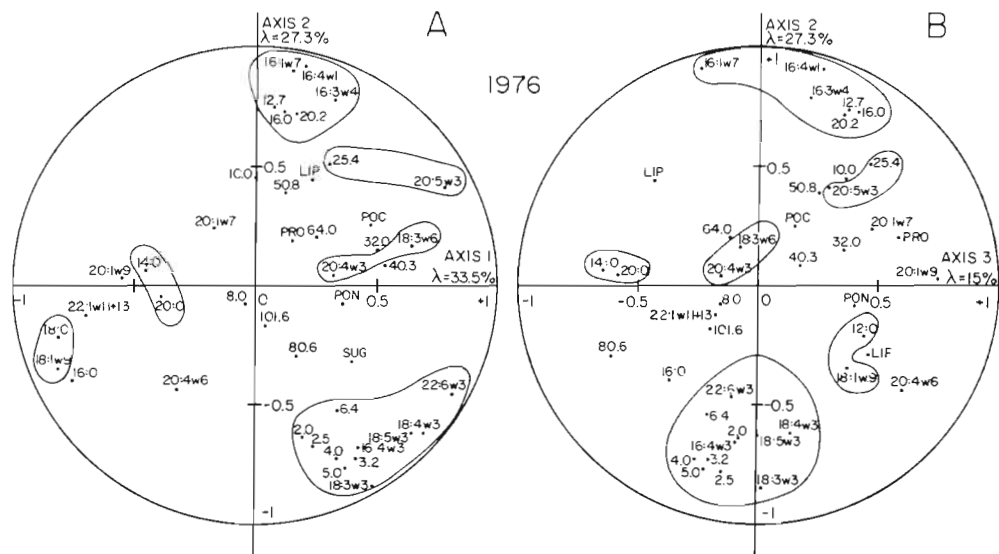 AXIS 2
λ=27.3%
A
16:1w7
16:4w1
16:3w4
12.7
16.0
20.2
25.4
LIP
1C.0
50.8
20:5w3
20:1w7
PRO
64.0
POC
32.0
18:3w6
AXIS 1
λ=33.5%
14:0
20:1w9
20:4w3
40.3
-1
20:0
8.0
0
PON
0.5
+1
22:1w11+13
101.6
18:0
18:1w9
16:0
80.6
SUG
20:4w6
-0.5
22:6w3
6.4
2.0
2.5
18:5w3
18:4w3
16:4w3
4.0
3.2
5.0
18:3w3
-1
0.5
1976
AXIS 2
λ=27.3%
B
+1
16:1w7
16:4w1
16:3w4
12.7
16.0
20.2
0.5
25.4
LIP
10.0
50.8
20:5w3
64.0
POC
20:1w7
PRO
18:3w6
32.0
14:0
20:0
20:4w3
40.3
AXIS 3
λ=15%
20:1w9
-1
-0.5
8.0
0
PON
0.5
+1
22:1w11+13
101.6
12:0
80.6
LIF
16:0
18:1w9
20:4w6
-0.5
22:6w3
6.4
2.0
18:4w3
16:4w3
18:5w3
4.0
3.2
5.0
2.5
18:3w3
-1